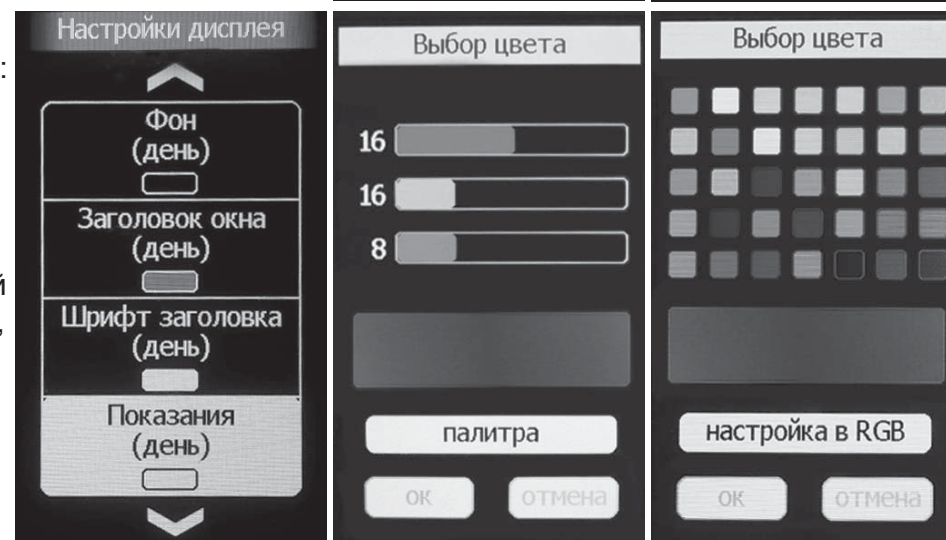 :
й
,
Настройки дисплея
Фон
(день)
Заголовок окна
(день)
Шрифт заголовка
(день)
Показания
(день)
Выбор цвета
16
16
8
палитра
ок
отмена
Выбор цвета
настройка в RGB
ок
отмена